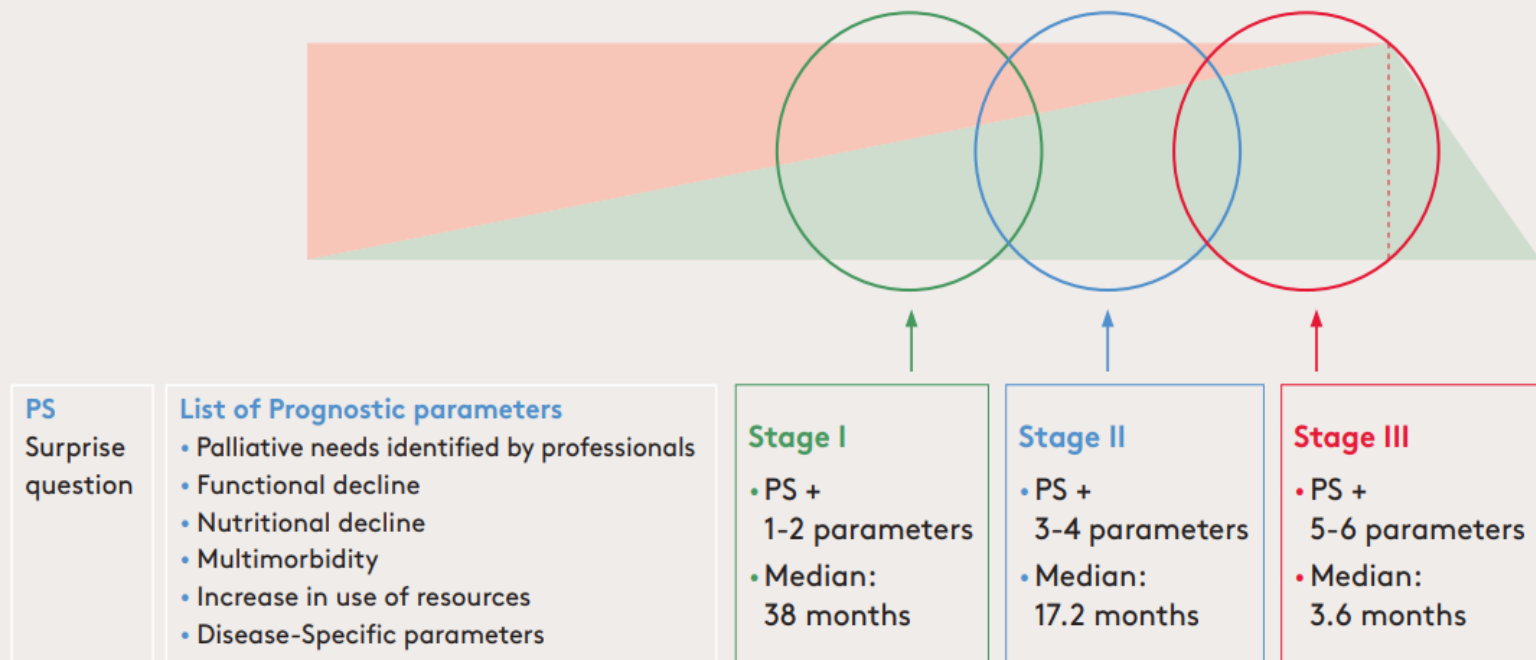 PS
Surprise
question
List of Prognostic parameters
• Palliative needs identified by professionals
• Functional decline
• Nutritional decline
• Multimorbidity
• Increase in use of resources
• Disease-Specific parameters
Stage I
• PS +
1-2 parameters
• Median:
38 months
Stage II
• PS +
3-4 parameters
• Median:
17.2 months
Stage III
• PS +
5-6 parameters
• Median:
3.6 months